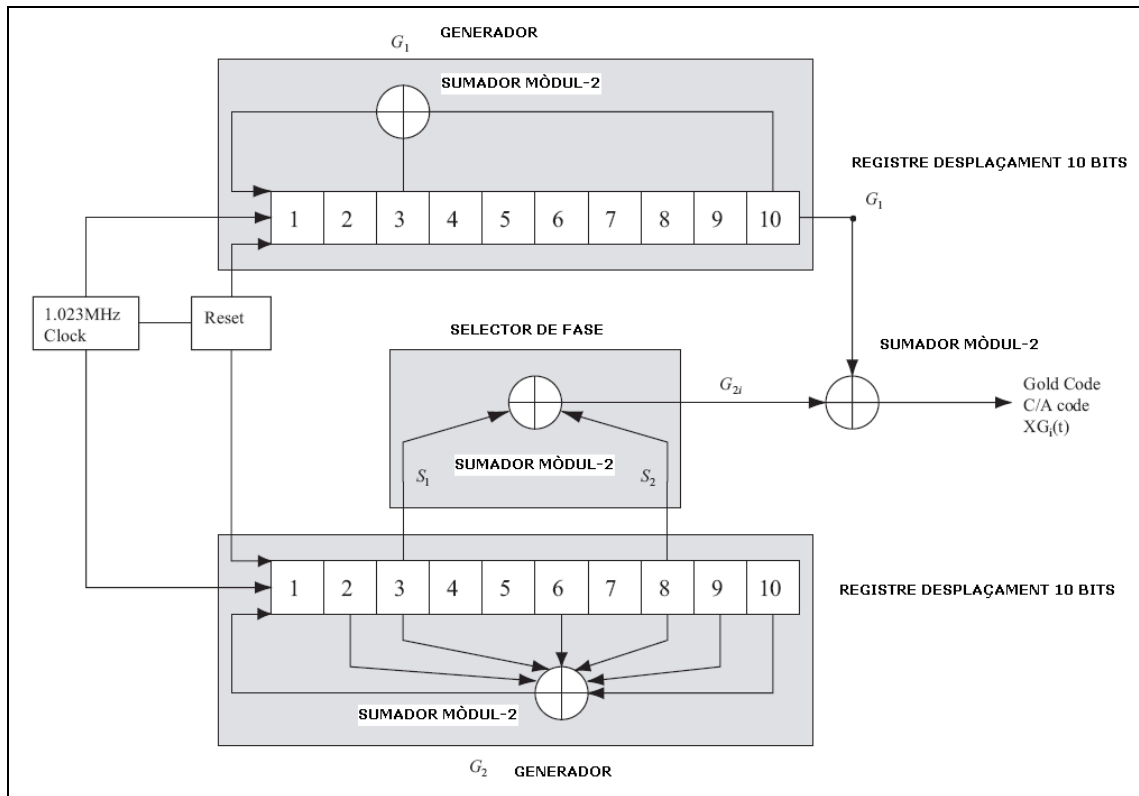 G1 GENERADOR
SUMADOR MÒDUL-2
REGISTRE DESPLAÇAMENT 10 BITS
1 2 3 4 5 6 7 8 9 10
G1
1.023MHz
Clock
Reset
SELECTOR DE FASE
SUMADOR MÒDUL-2
G2i
Gold Code
C/A code
XGi(t)
SUMADOR MÒDUL-2
S1 S2
1 2 3 4 5 6 7 8 9 10
REGISTRE DESPLAÇAMENT 10 BITS
SUMADOR MÒDUL-2
G2 GENERADOR